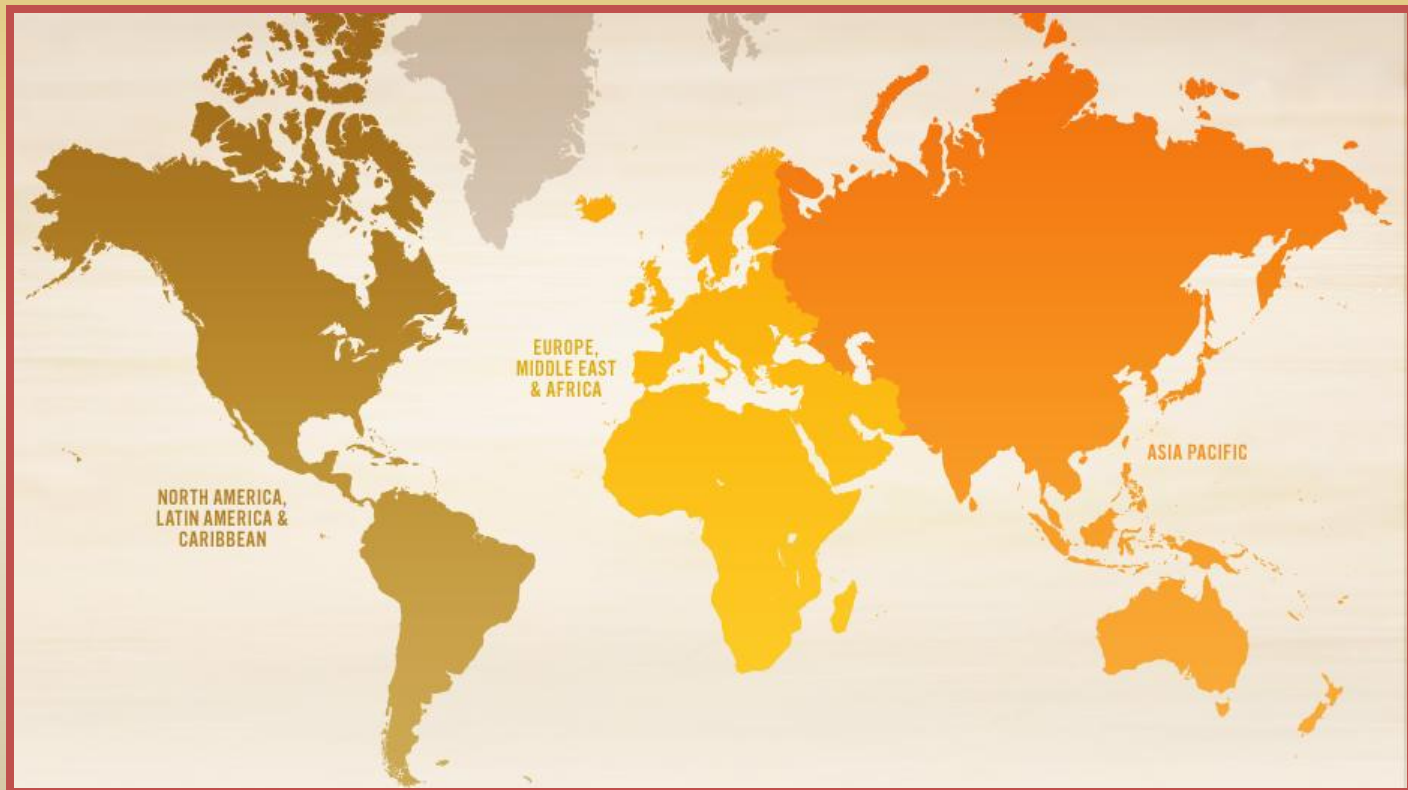 EUROPE,
MIDDLE EAST
& AFRICA
ASIA PACIFIC
NORTH AMERICA,
LATIN AMERICA &
CARIBBEAN